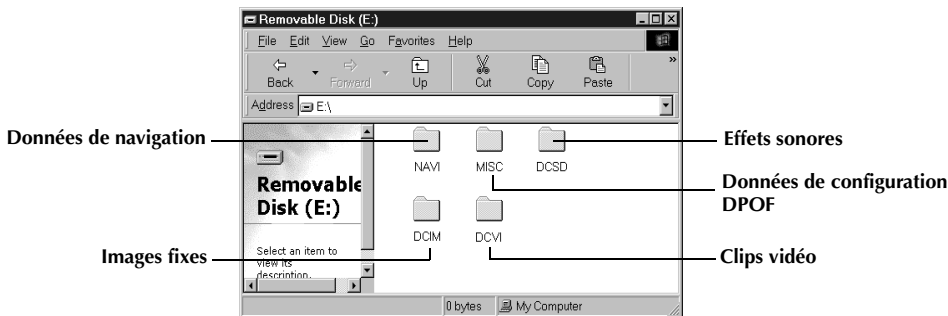 Removable Disk (E:)
File Edit View Go Favorites Help
Back Forward Up Cut Copy Paste »
Address E:\
Données de navigation
Effets sonores
NAVI MISC DCSD
Removable
Disk (E:)
Données de configuration
DPOF
DCIM DCVI
Images fixes
Clips vidéo
Select an item to
view its
description.
0 bytes My Computer